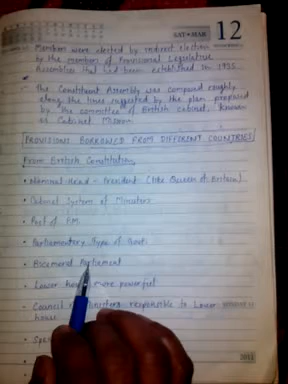 SAT • MAR 12
Members were elected by indirect election
by the members of Provisional Legislative
Assemblies that had been established in 1935.
• The Constituent Assembly was compound roughly
along the lines suggested by the plan proposed
by the committee of British cabinet, known
as Cabinet Mission.
PROVISIONS BORROWED FROM DIFFERENT COUNTRIES
From British Constitution
• Nominal Head - President (like Queen of Britain)
• Cabinet System of Ministers
• Post of P.M.
• Parliamentary Type of Govt.
• Bicameral Parliament
• Lower house more powerful
• Council Ministers responsible to Lower
house
2011